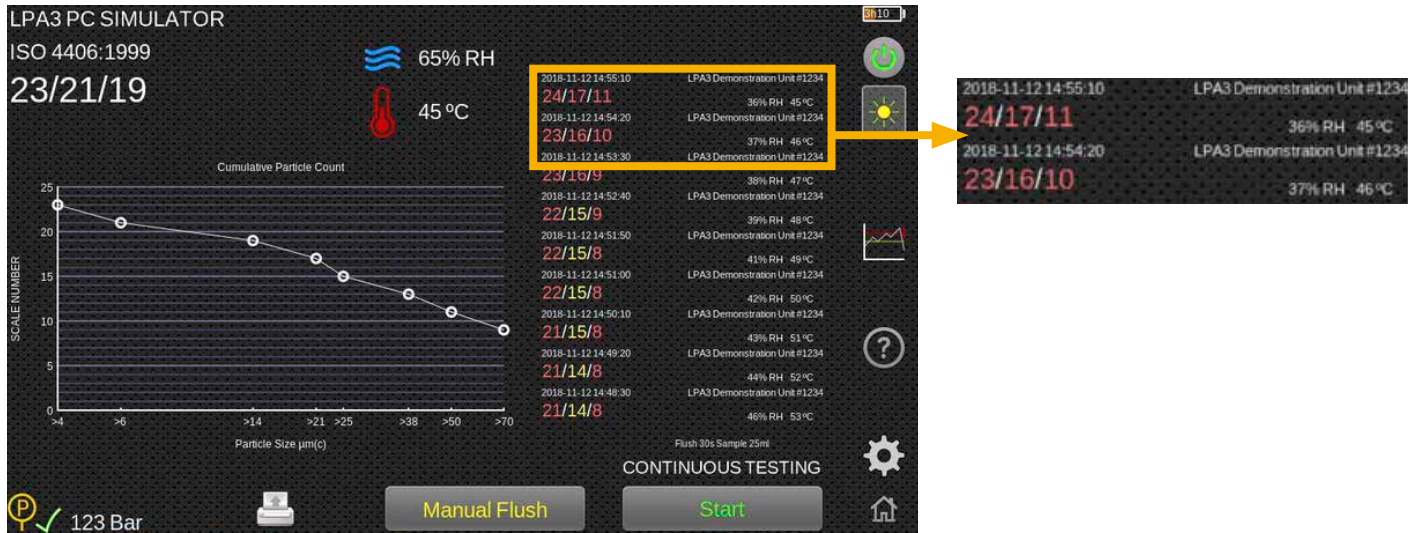 LPA3 PC SIMULATOR
3h10
ISO 4406:1999
23/21/19
65% RH
45 ºC
2018-11-12 14:55:10 LPA3 Demonstration Unit #1234
24/17/11 36% RH 45ºC
2018-11-12 14:54:20 LPA3 Demonstration Unit #1234
23/16/10 37% RH 46ºC
2018-11-12 14:53:30 LPA3 Demonstration Unit #1234
23/16/9 38% RH 47ºC
2018-11-12 14:52:40 LPA3 Demonstration Unit #1234
22/15/9 39% RH 48ºC
2018-11-12 14:51:50 LPA3 Demonstration Unit #1234
22/15/8 41% RH 49ºC
2018-11-12 14:51:00 LPA3 Demonstration Unit #1234
22/15/8 42% RH 50ºC
2018-11-12 14:50:10 LPA3 Demonstration Unit #1234
21/15/8 43% RH 51ºC
2018-11-12 14:49:20 LPA3 Demonstration Unit #1234
21/14/8 44% RH 52ºC
2018-11-12 14:48:30 LPA3 Demonstration Unit #1234
21/14/8 46% RH 53ºC
Flush 30s Sample 25ml
CONTINUOUS TESTING
Cumulative Particle Count
SCALE NUMBER
25
20
15
10
5
0
>4 >6 >14 >21 >25 >38 >50 >70
Particle Size µm(c)
P
123 Bar
Manual Flush
Start
?
2018-11-12 14:55:10 LPA3 Demonstration Unit #1234
24/17/11 36% RH 45ºC
2018-11-12 14:54:20 LPA3 Demonstration Unit #1234
23/16/10 37% RH 46ºC